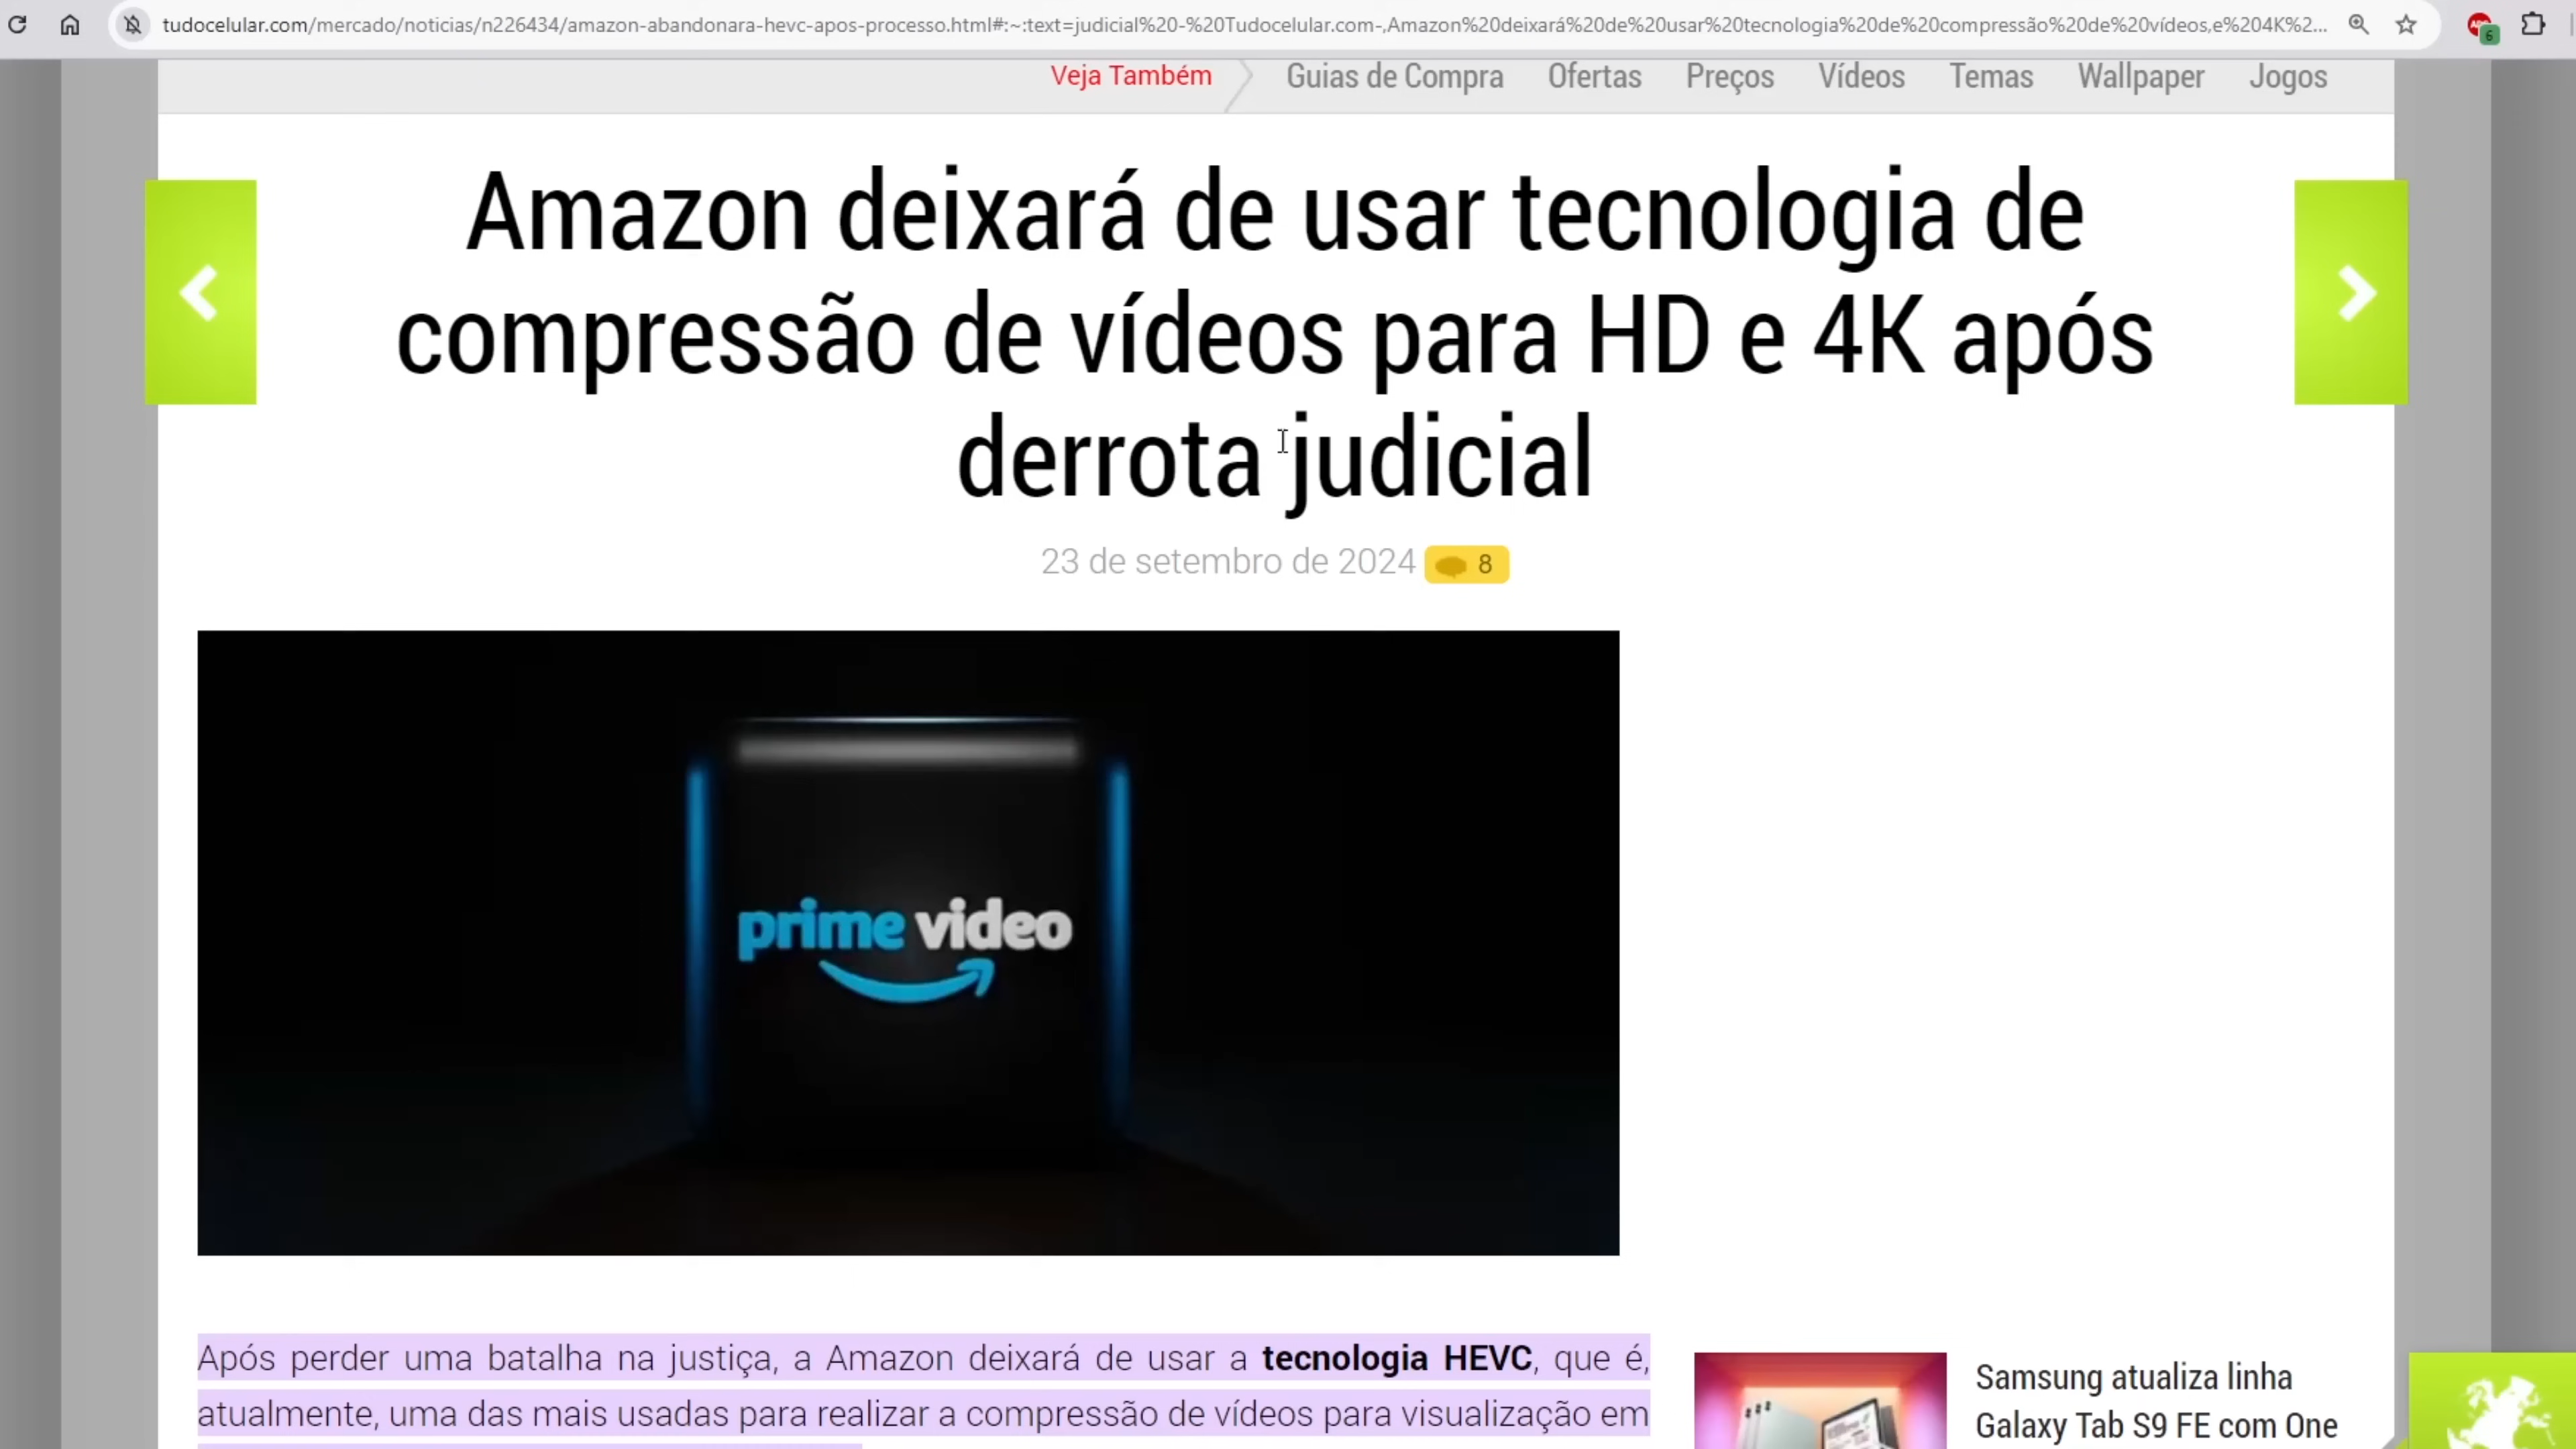 tudocelular.com/mercado/noticias/n226434/amazon-abandonara-hevc-apos-processo.html#:~:text=judicial%20-%20Tudocelular.com-,Amazon%20deixará%20de%20usar%20tecnologia%20de%20compressão%20de%20vídeos,e%204K%2...
6
Veja Também
Guias de Compra Ofertas Preços Vídeos Temas Wallpaper Jogos
Amazon deixará de usar tecnologia de
compressão de vídeos para HD e 4K após
derrota judicial
23 de setembro de 2024 8
prime video
Após perder uma batalha na justiça, a Amazon deixará de usar a tecnologia HEVC, que é,
atualmente, uma das mais usadas para realizar a compressão de vídeos para visualização em
Samsung atualiza linha
Galaxy Tab S9 FE com One